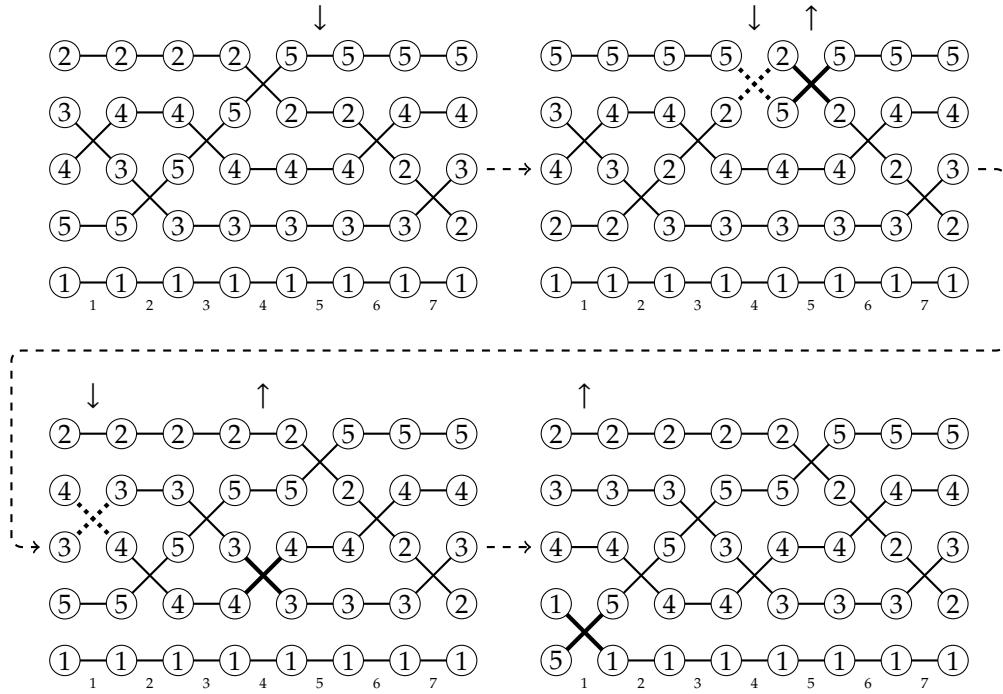 ↓
2 2 2 2 5 5 5 5
3 4 4 5 2 2 4 4
4 3 5 4 4 4 2 3
5 5 3 3 3 3 3 2
1 1 1 1 1 1 1 1
1 2 3 4 5 6 7
↓ ↑
5 5 5 5 2 5 5 5
3 4 4 2 5 2 4 4
4 3 2 4 4 4 2 3
2 2 3 3 3 3 3 2
1 1 1 1 1 1 1 1
1 2 3 4 5 6 7
↓ ↑
2 2 2 2 2 5 5 5
4 3 3 5 5 2 4 4
3 4 5 3 4 4 2 3
5 5 4 4 3 3 3 2
1 1 1 1 1 1 1 1
1 2 3 4 5 6 7
↑
2 2 2 2 2 5 5 5
3 3 3 5 5 2 4 4
4 4 5 3 4 4 2 3
1 5 4 4 3 3 3 2
5 1 1 1 1 1 1 1
1 2 3 4 5 6 7